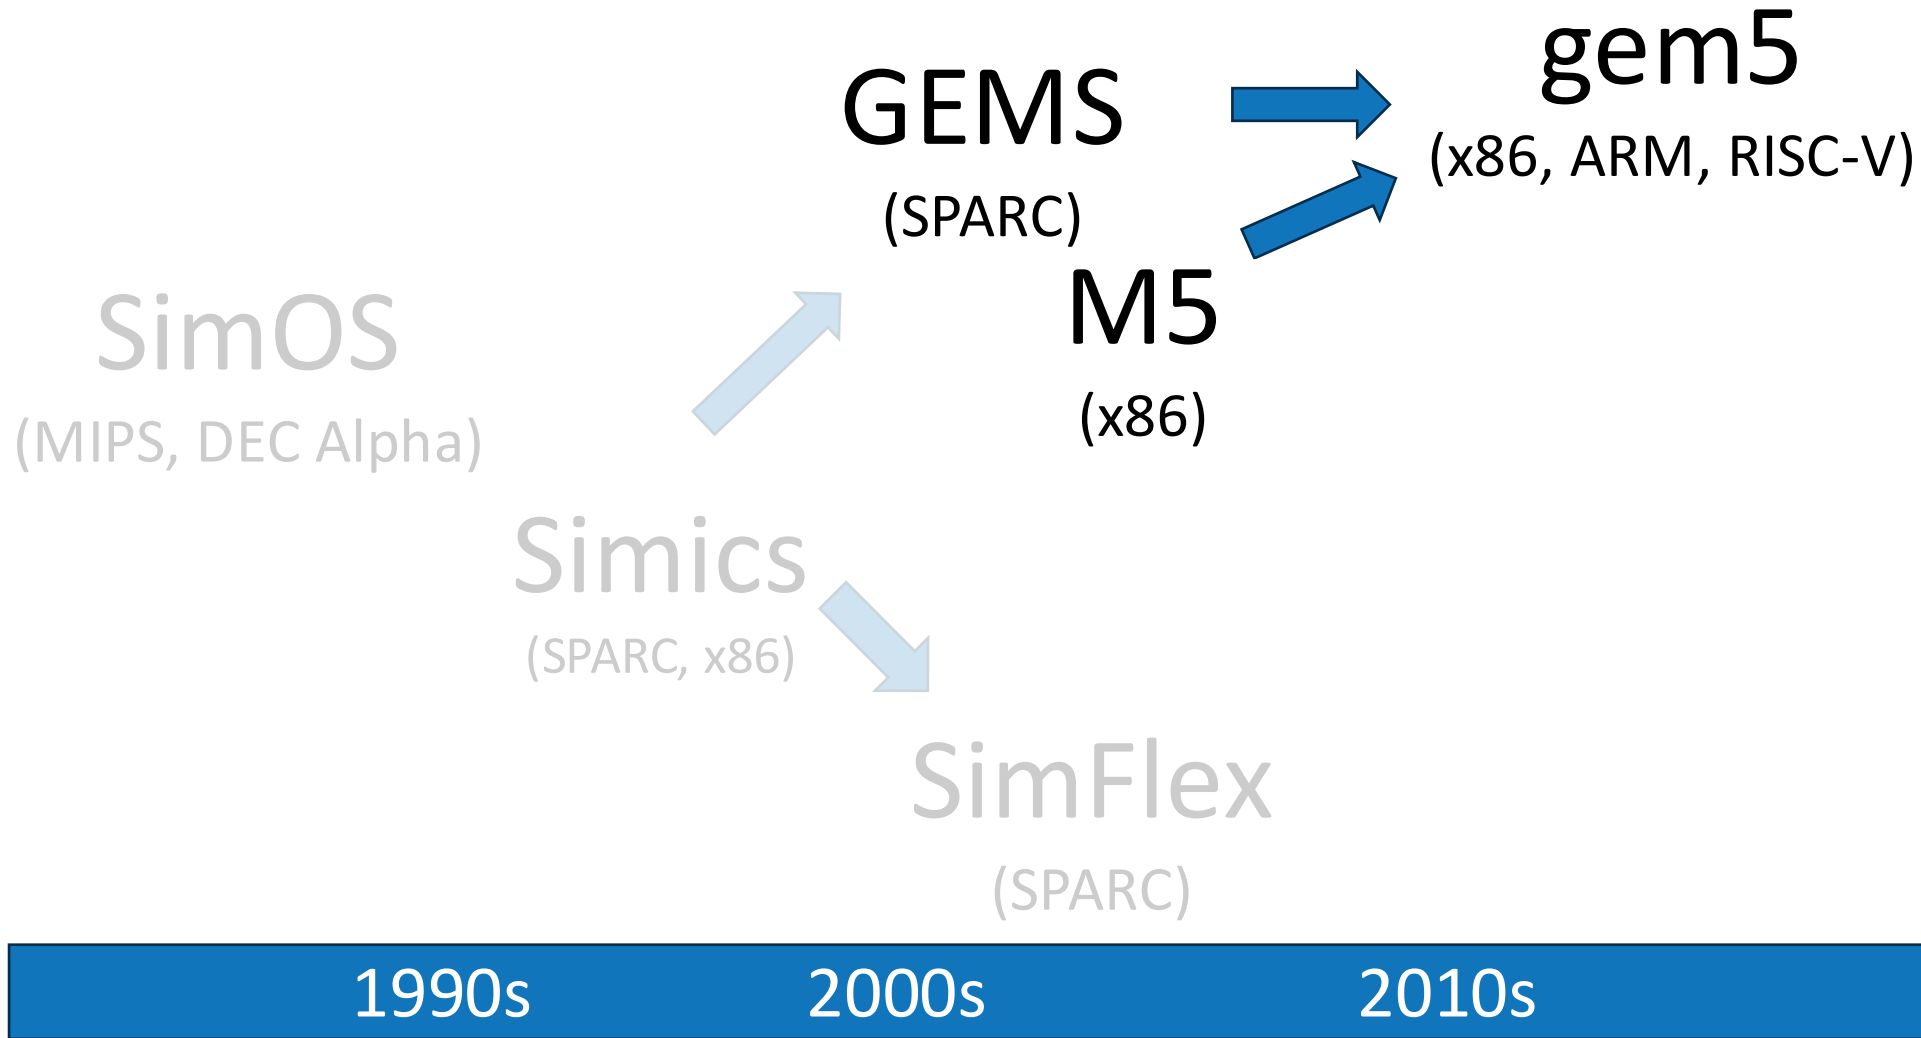 gem5
(x86, ARM, RISC-V)
GEMS
(SPARC)
M5
(x86)
SimOS
(MIPS, DEC Alpha)
Simics
(SPARC, x86)
SimFlex
(SPARC)
1990s
2000s
2010s